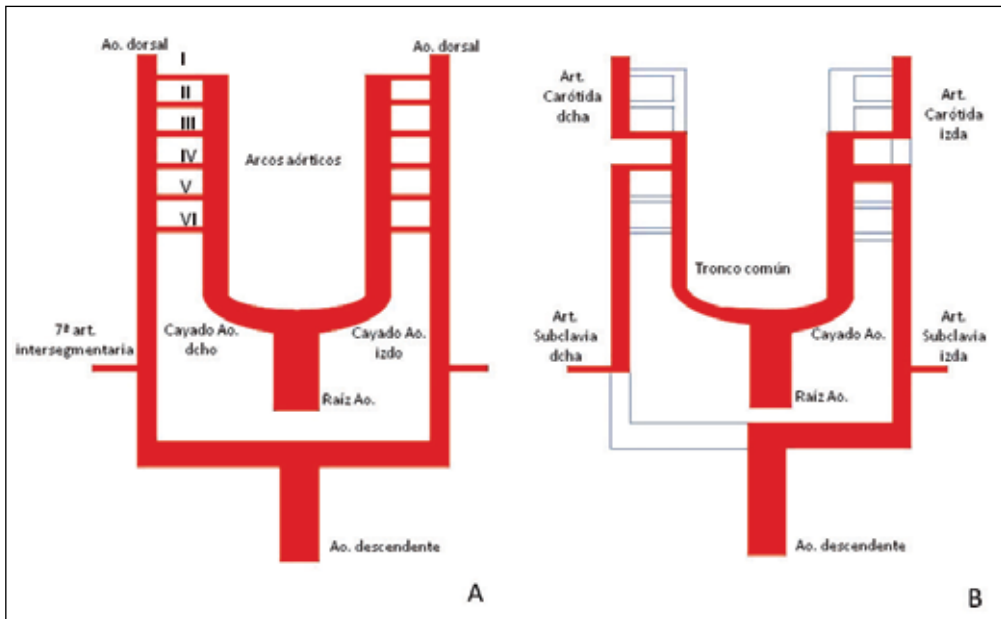 Ao. dorsal
Ao. dorsal
I
II
III
IV
V
VI
Arcos aórticos
7ª art.
intersegmentaria
Cayado Ao.
dcho
Cayado Ao.
izdo
Raíz Ao.
Ao. descendente
A
Art.
Carótida
dcha
Art.
Carótida
izda
Tronco común
Art.
Subclavia
dcha
Cayado Ao.
Art.
Subclavia
izda
Raíz Ao.
Ao. descendente
B